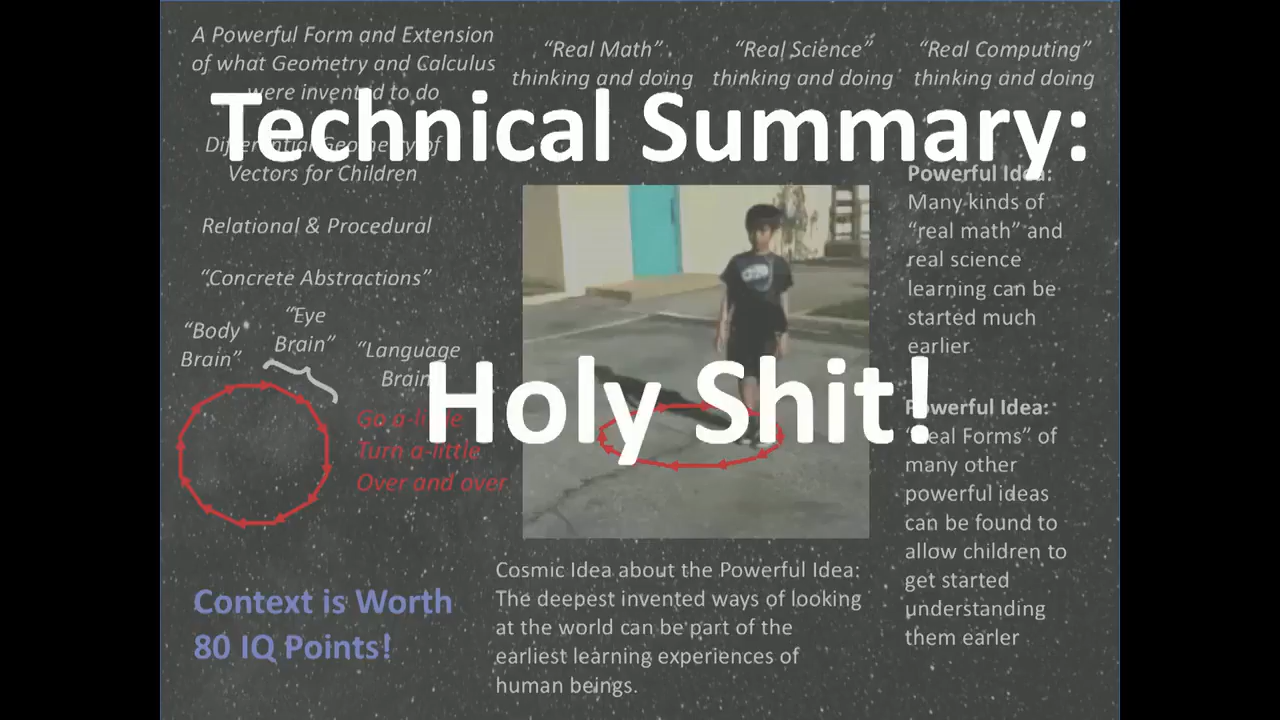 A Powerful Form and Extension
of what Geometry and Calculus
were invented to do
“Real Math”
thinking and doing
“Real Science”
thinking and doing
“Real Computing”
thinking and doing
Technical Summary:
Differential Geometry of
Vectors for Children
Relational & Procedural
“Concrete Abstractions”
“Body
Brain”
“Eye
Brain”
“Language
Brain
Go a-little
Turn a-little
Over and over
Holy Shit!
Powerful Idea:
Many kinds of
“real math” and
real science
learning can be
started much
earlier
Powerful Idea:
“Real Forms” of
many other
powerful ideas
can be found to
allow children to
get started
understanding
them earler
Context is Worth
80 IQ Points!
Cosmic Idea about the Powerful Idea:
The deepest invented ways of looking
at the world can be part of the
earliest learning experiences of
human beings.